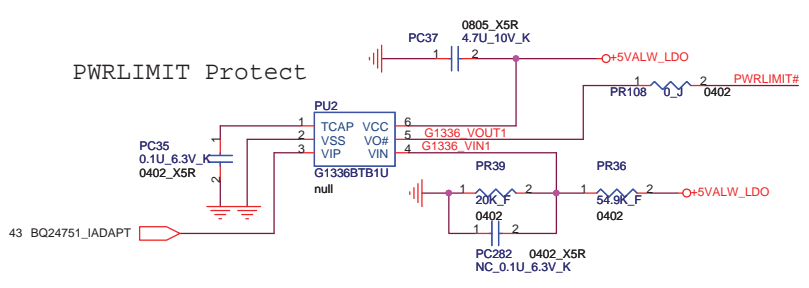 PWRLIMIT Protect
0805_X5R
PC37 4.7U_10V_K
1 2
+5VALW_LDO
1 2 PWRLIMIT#
PR108 0_J 0402
PU2
1 TCAP VCC 6
2 VSS VO# 5 G1336_VOUT1
3 VIP VIN 4 G1336_VIN1
G1336BTB1U
null
PC35
0.1U_6.3V_K
0402_X5R
1
2
PR39
1 2
20K_F
0402
PR36
1 2
54.9K_F
0402
+5VALW_LDO
1 2
PC282 0402_X5R
NC_0.1U_6.3V_K
43 BQ24751_IADAPT